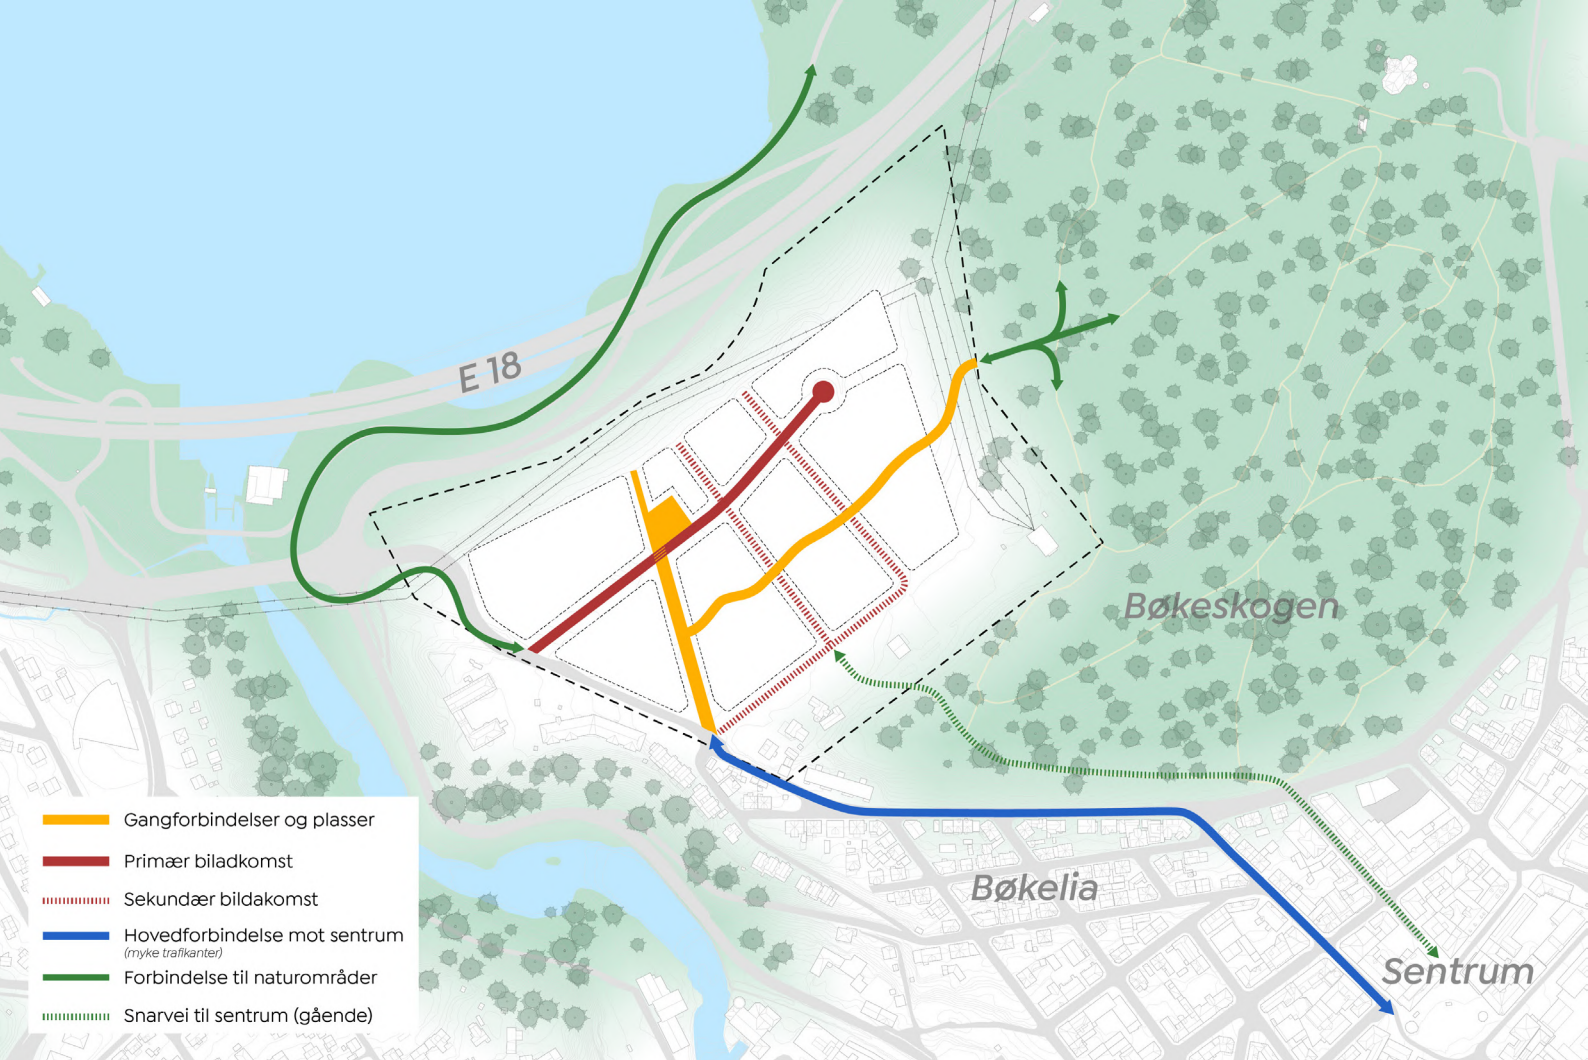 E 18
Bøkeskogen
Bøkelia
Sentrum
Gangforbindelser og plasser
Primær biladkomst
Sekundær bildakomst
Hovedforbindelse mot sentrum
(myke trafikanter)
Forbindelse til naturområder
Snarvei til sentrum (gående)